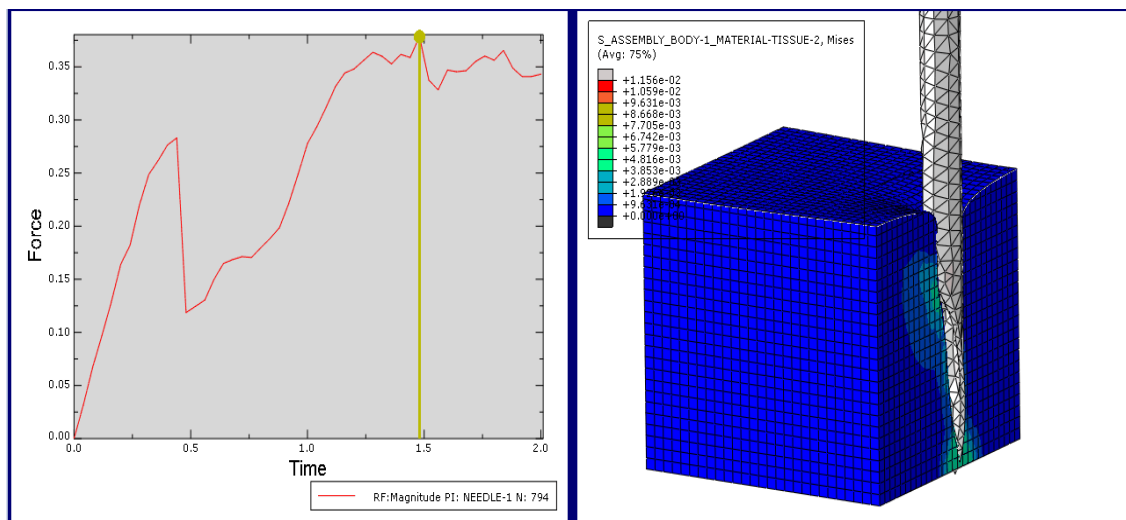 0.35
0.30
0.25
0.20
0.15
0.10
0.05
0.00
Force
0.0
0.5
1.0
1.5
2.0
Time
RF:Magnitude PI: NEEDLE-1 N: 794
S_ASSEMBLY_BODY-1_MATERIAL-TISSUE-2, Mises
(Avg: 75%)
+1.156e-02
+1.059e-02
+9.631e-03
+8.668e-03
+7.705e-03
+6.742e-03
+5.779e-03
+4.816e-03
+3.853e-03